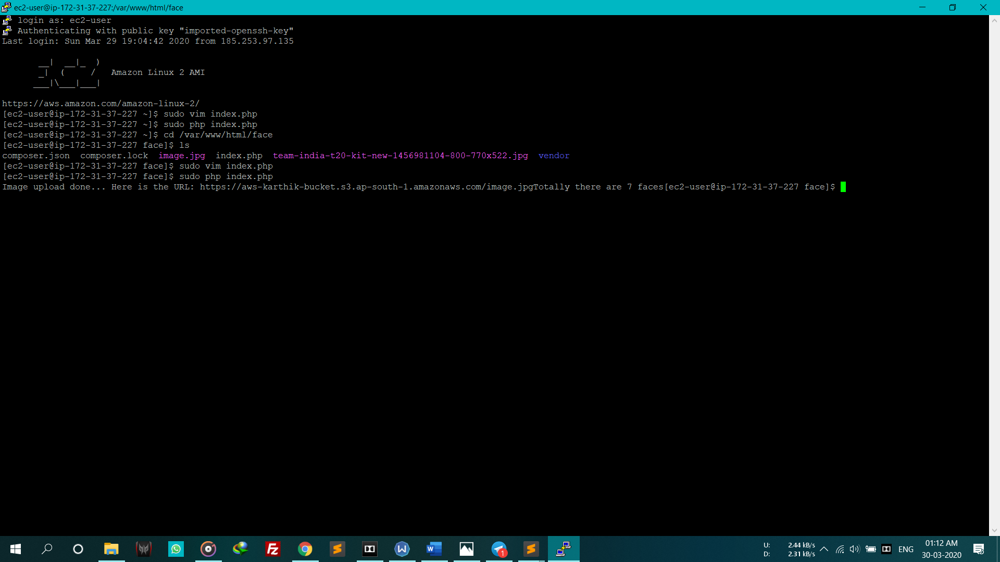 ec2-user@ip-172-31-37-227:/var/www/html/face
login as: ec2-user
Authenticating with public key "imported-openssh-key"
Last login: Sun Mar 29 19:04:42 2020 from 185.253.97.135
       __|  __|_  )
       _|  (     /   Amazon Linux 2 AMI
      ___|\___|___|
https://aws.amazon.com/amazon-linux-2/
[ec2-user@ip-172-31-37-227 ~]$ sudo vim index.php
[ec2-user@ip-172-31-37-227 ~]$ sudo php index.php
[ec2-user@ip-172-31-37-227 ~]$ cd /var/www/html/face
[ec2-user@ip-172-31-37-227 face]$ ls
composer.json  composer.lock  image.jpg  index.php  team-india-t20-kit-new-1456981104-800-770x522.jpg  vendor
[ec2-user@ip-172-31-37-227 face]$ sudo vim index.php
[ec2-user@ip-172-31-37-227 face]$ sudo php index.php
Image upload done... Here is the URL: https://aws-karthik-bucket.s3.ap-south-1.amazonaws.com/image.jpgTotally there are 7 faces[ec2-user@ip-172-31-37-227 face]$
U: 2.44 kB/s
D: 2.31 kB/s
ENG
01:12 AM
30-03-2020